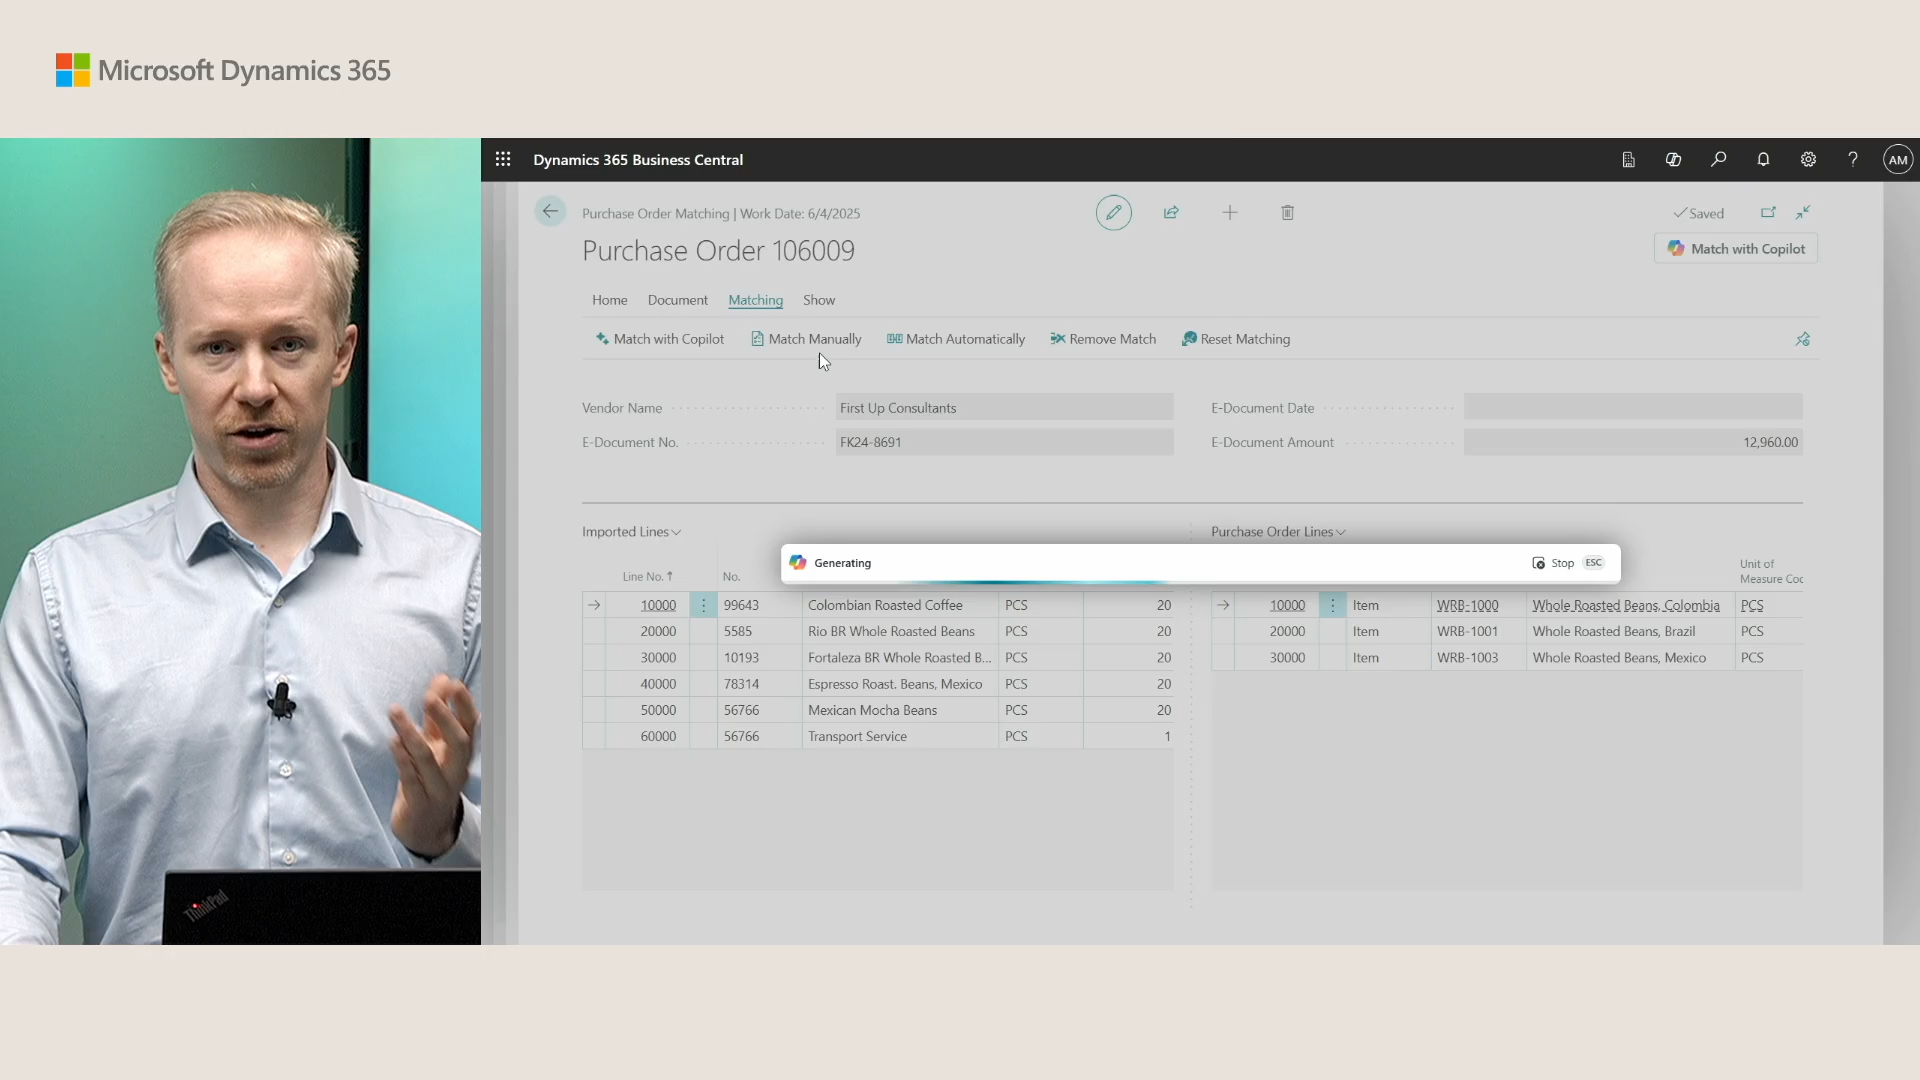 Microsoft Dynamics 365
Dynamics 365 Business Central
AM
Purchase Order Matching | Work Date: 6/4/2025
Saved
Purchase Order 106009
Match with Copilot
Home Document Matching Show
Match with Copilot Match Manually Match Automatically Remove Match Reset Matching
Vendor Name First Up Consultants E-Document Date
E-Document No. FK24-8691 E-Document Amount 12,960.00
Imported Lines Purchase Order Lines
Generating Stop ESC
Line No. ↑ No. Unit of
Measure Coc
10000 99643 Colombian Roasted Coffee PCS 20 10000 Item WRB-1000 Whole Roasted Beans, Colombia PCS
20000 5585 Rio BR Whole Roasted Beans PCS 20 20000 Item WRB-1001 Whole Roasted Beans, Brazil PCS
30000 10193 Fortaleza BR Whole Roasted B... PCS 20 30000 Item WRB-1003 Whole Roasted Beans, Mexico PCS
40000 78314 Espresso Roast. Beans, Mexico PCS 20
50000 56766 Mexican Mocha Beans PCS 20
60000 56766 Transport Service PCS 1
ThinkPad